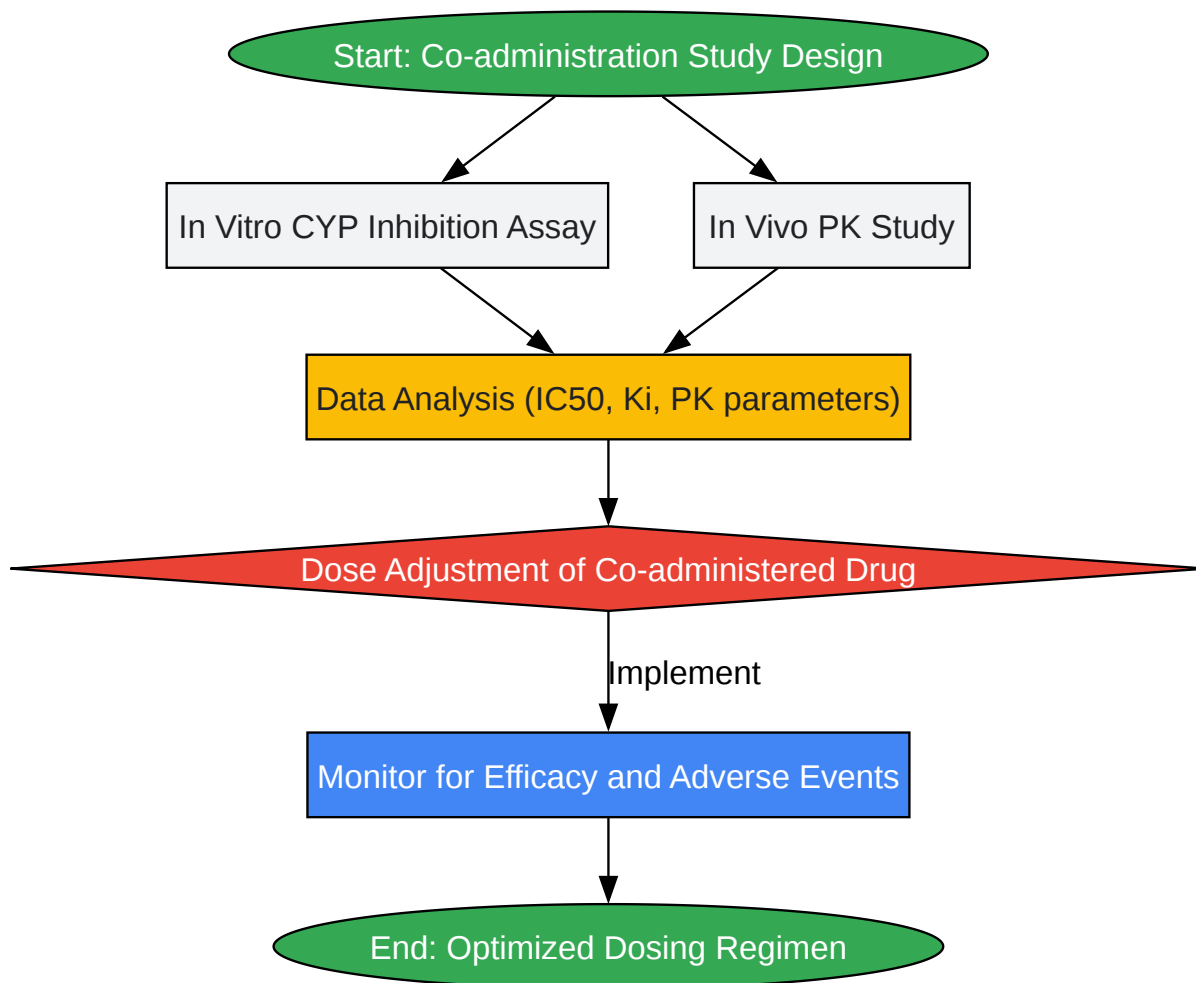 Start: Co-administration Study Design
In Vitro CYP Inhibition Assay
In Vivo PK Study
Data Analysis (IC50, Ki, PK parameters)
Dose Adjustment of Co-administered Drug
Implement
Monitor for Efficacy and Adverse Events
End: Optimized Dosing Regimen